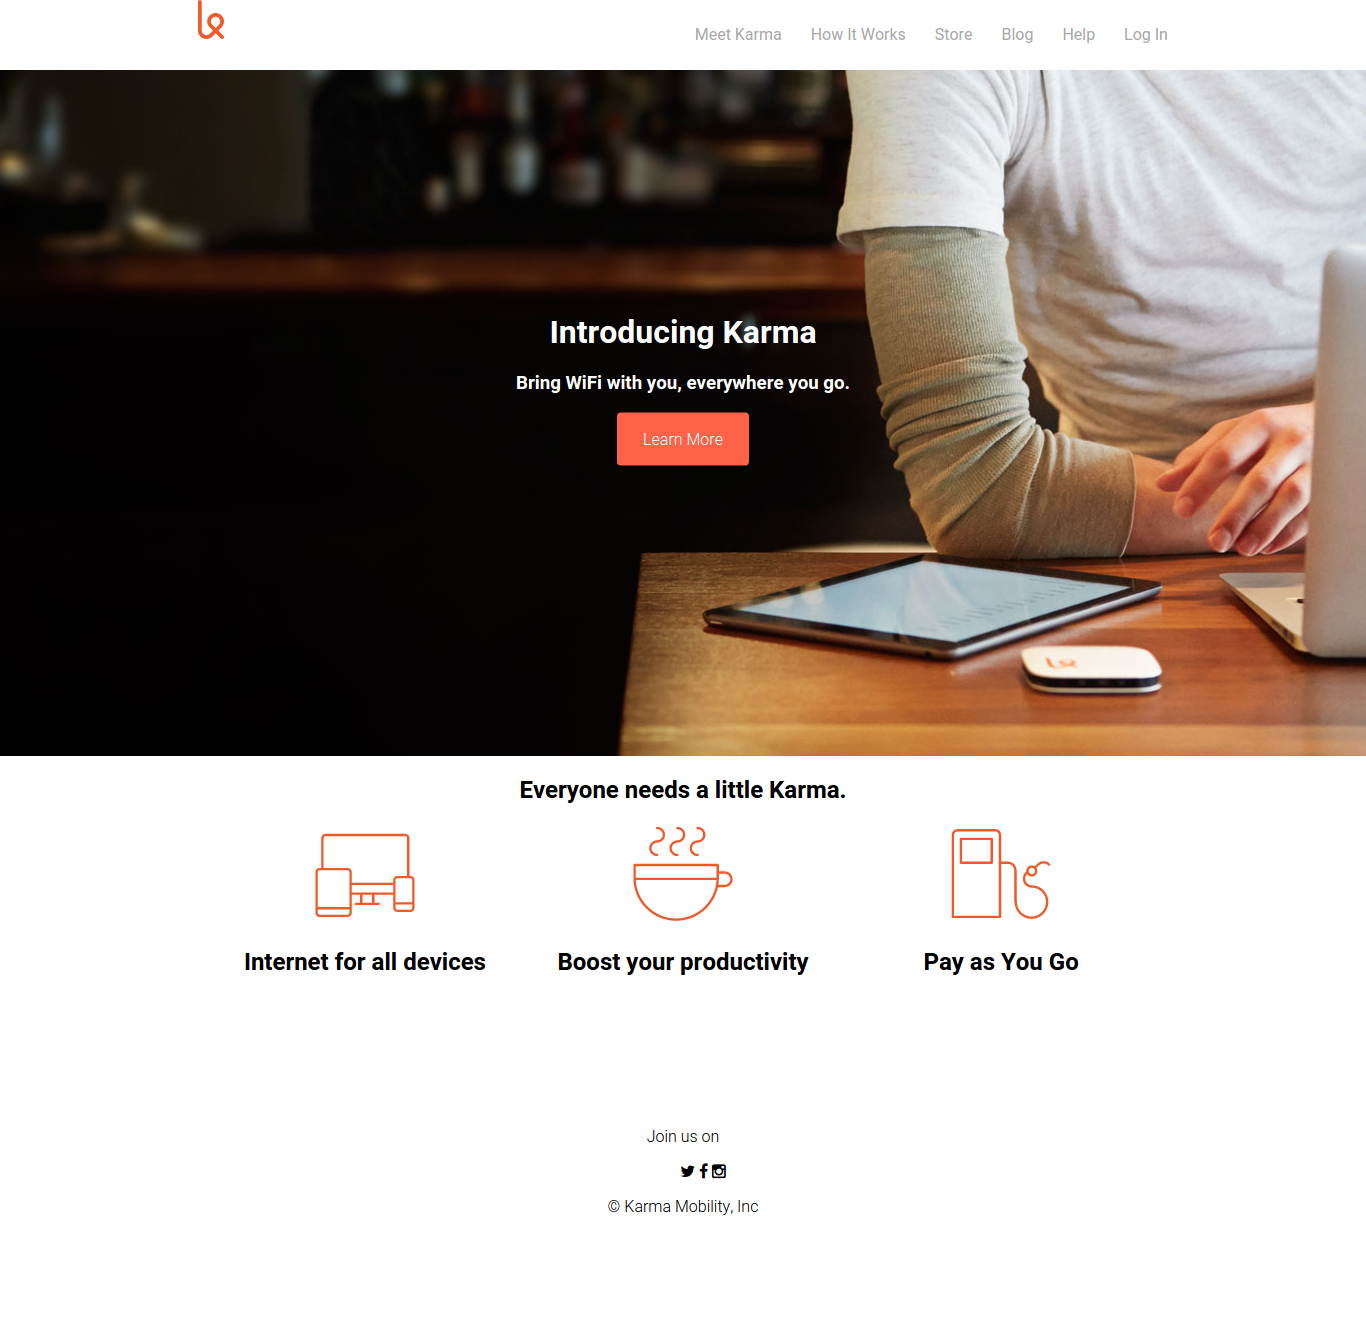 Meet Karma How It Works Store Blog Help Log In
Introducing Karma
Bring WiFi with you, everywhere you go.
Learn More
Everyone needs a little Karma.
Internet for all devices Boost your productivity Pay as You Go
Join us on
© Karma Mobility, Inc